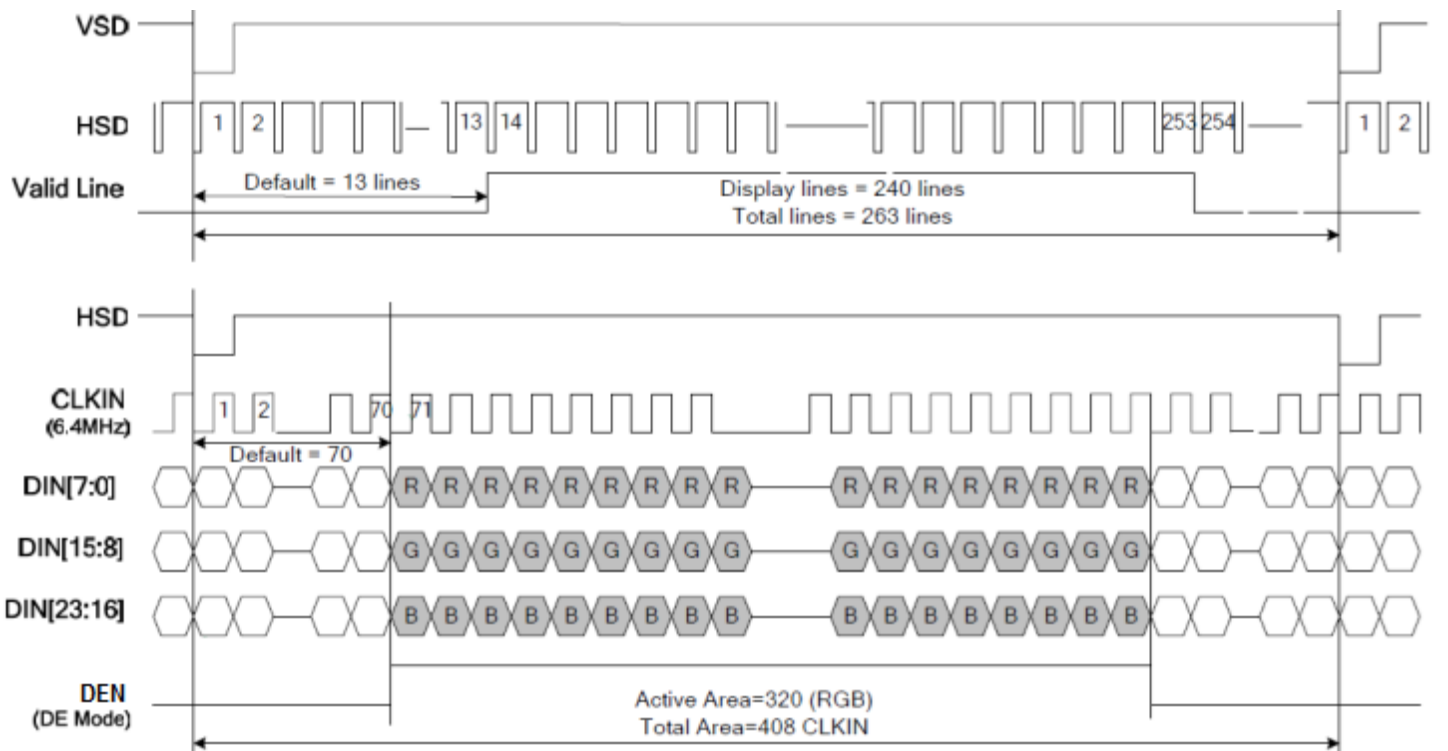 VSD
HSD 1 2 13 14 253 254 1 2
Valid Line
Default = 13 lines
Display lines = 240 lines
Total lines = 263 lines
HSD
CLKIN 1 2 70 71
(6.4MHz)
Default = 70
DIN[7:0] R R R R R R R R R R R R R R R R R
DIN[15:8] G G G G G G G G G G G G G G G G G
DIN[23:16] B B B B B B B B B B B B B B B B B
DEN
(DE Mode)
Active Area=320 (RGB)
Total Area=408 CLKIN